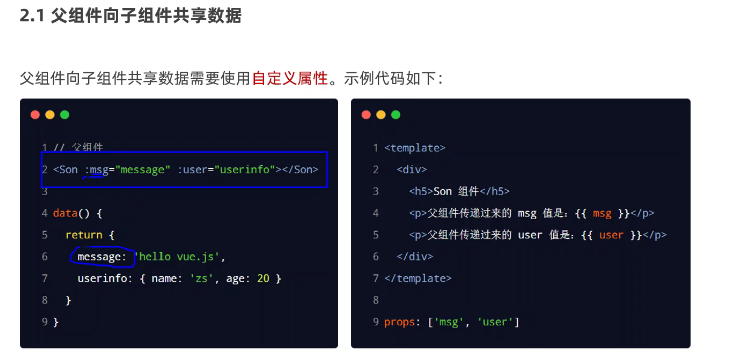 2.1 父组件向子组件共享数据
父组件向子组件共享数据需要使用自定义属性。示例代码如下：
1 // 父组件
2 <Son :msg="message" :user="userinfo"></Son>
3
4 data() {
5   return {
6     message: 'hello vue.js',
7     userinfo: { name: 'zs', age: 20 }
8   }
9 }
1 <template>
2   <div>
3     <h5>Son 组件</h5>
4     <p>父组件传递过来的 msg 值是：{{ msg }}</p>
5     <p>父组件传递过来的 user 值是：{{ user }}</p>
6   </div>
7 </template>
8
9 props: ['msg', 'user']